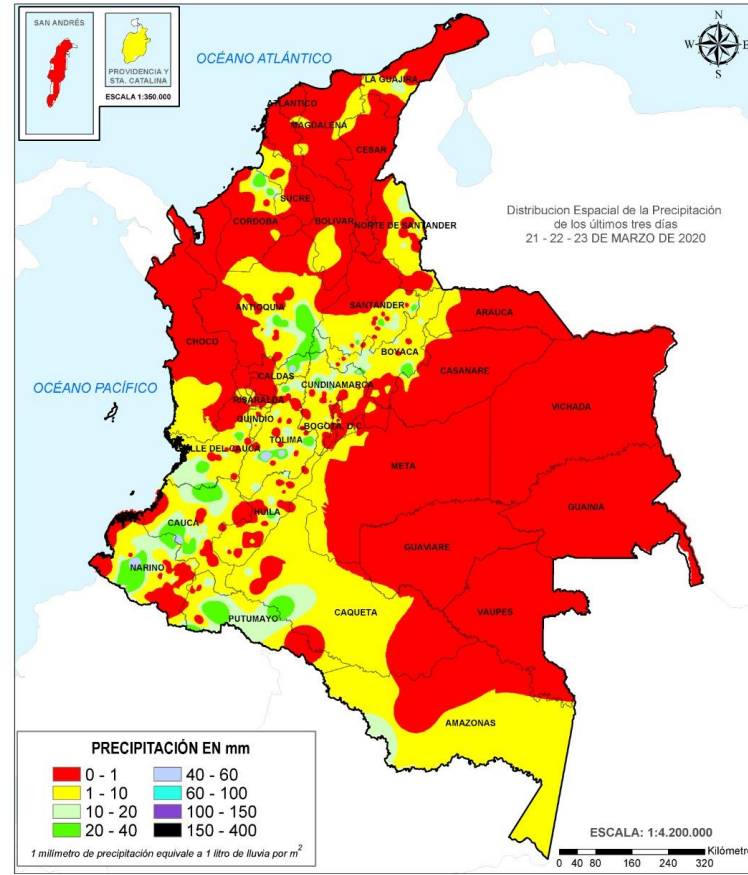 SAN ANDRÉS
PROVIDENCIA Y
STA. CATALINA
ESCALA 1:350.000
OCÉANO ATLÁNTICO
N
W
E
S
LA GUAJIRA
ATLANTICO
MAGDALENA
CESAR
SUCRE
CORDOBA
BOLIVAR
NORTE DE SANTANDER
Distribucion Espacial de la Precipitación
de los últimos tres días
21 - 22 - 23 DE MARZO DE 2020
ANTIOQUIA
SANTANDER
ARAUCA
CHOCO
BOYACA
CALDAS
CASANARE
CUNDINAMARCA
OCÉANO PACÍFICO
RISARALDA
VICHADA
QUINDIO
BOGOTA, D.C
TOLIMA
VALLE DEL CAUCA
META
GUAINIA
HUILA
CAUCA
GUAVIARE
NARINO
VAUPES
CAQUETA
PUTUMAYO
AMAZONAS
PRECIPITACIÓN EN mm
0 - 1
40 - 60
1 - 10
60 - 100
10 - 20
100 - 150
20 - 40
150 - 400
1 milímetro de precipitación equivale a 1 litro de lluvia por m²
ESCALA: 1:4.200.000
Kilómetro
0 40 80 160 240 320